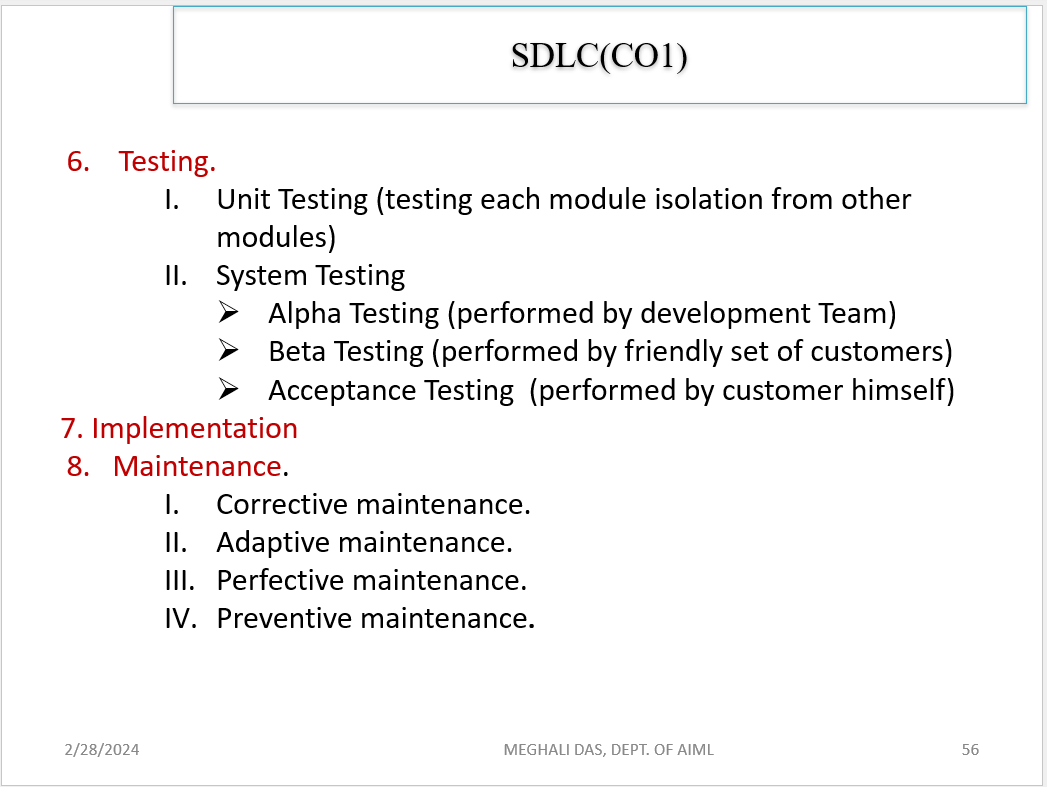 SDLC(CO1)
6. Testing.
I. Unit Testing (testing each module isolation from other
modules)
II. System Testing
➢ Alpha Testing (performed by development Team)
➢ Beta Testing (performed by friendly set of customers)
➢ Acceptance Testing (performed by customer himself)
7. Implementation
8. Maintenance.
I. Corrective maintenance.
II. Adaptive maintenance.
III. Perfective maintenance.
IV. Preventive maintenance.
2/28/2024 MEGHALI DAS, DEPT. OF AIML 56